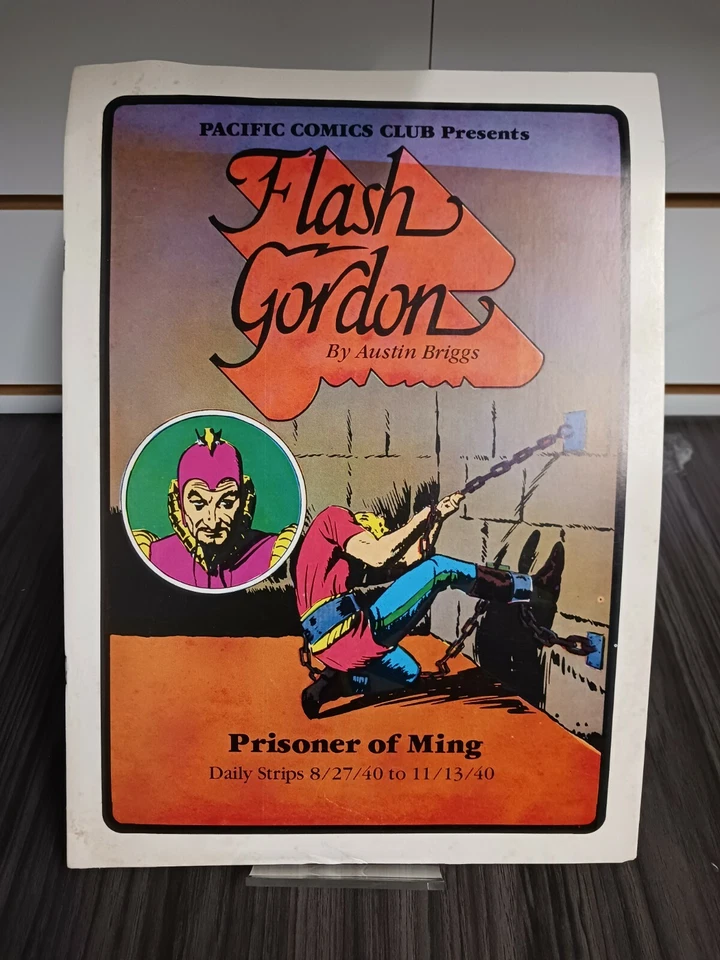 PACIFIC COMICS CLUB Presents
Flash
Gordon
By Austin Briggs
Prisoner of Ming
Daily Strips 8/27/40 to 11/13/40